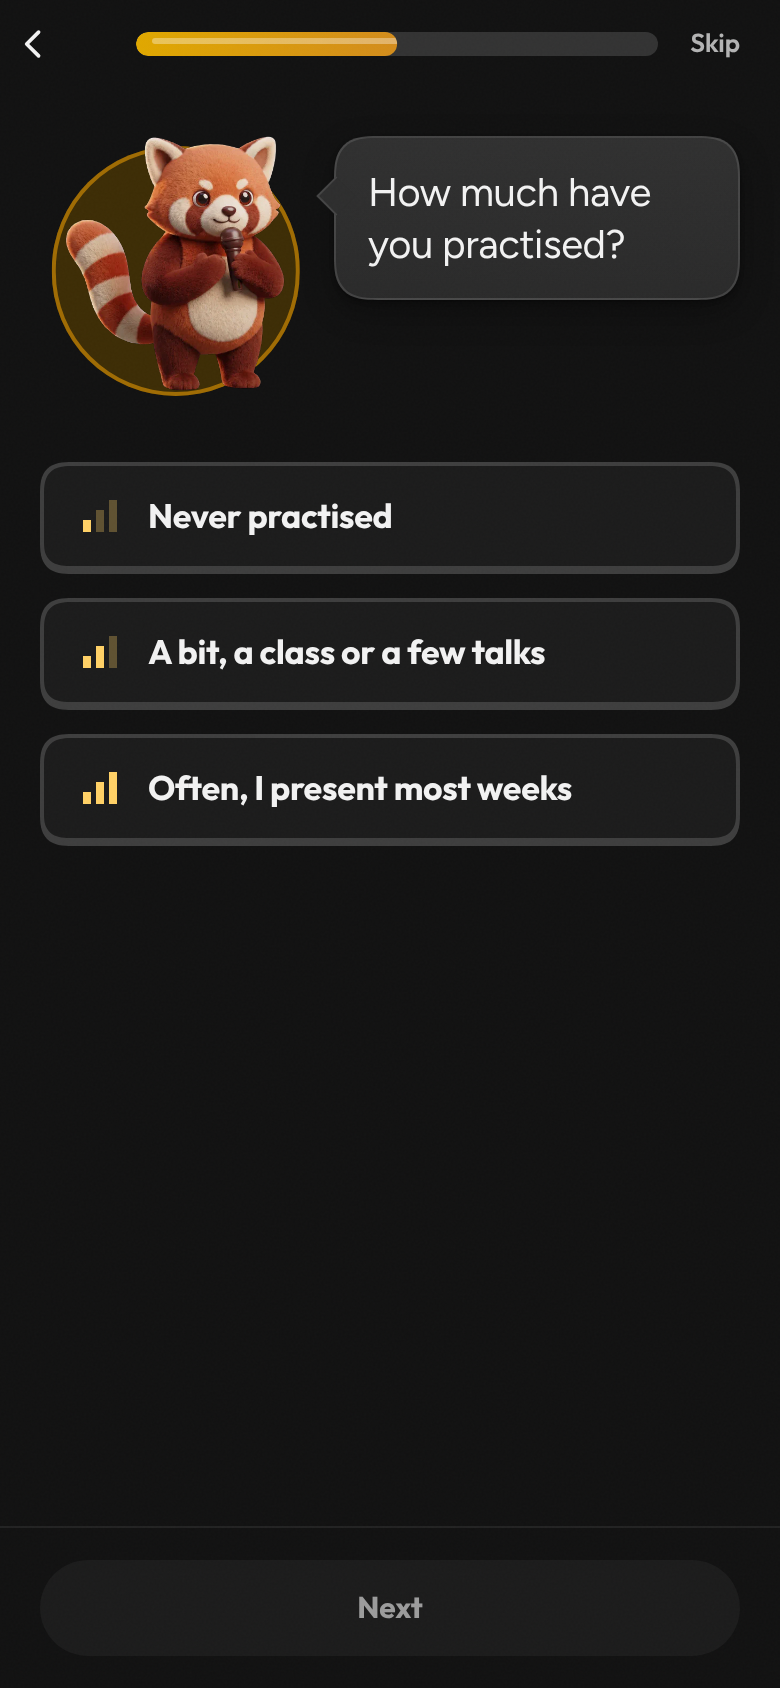 Skip
How much have
you practised?
Never practised
A bit, a class or a few talks
Often, I present most weeks
Next